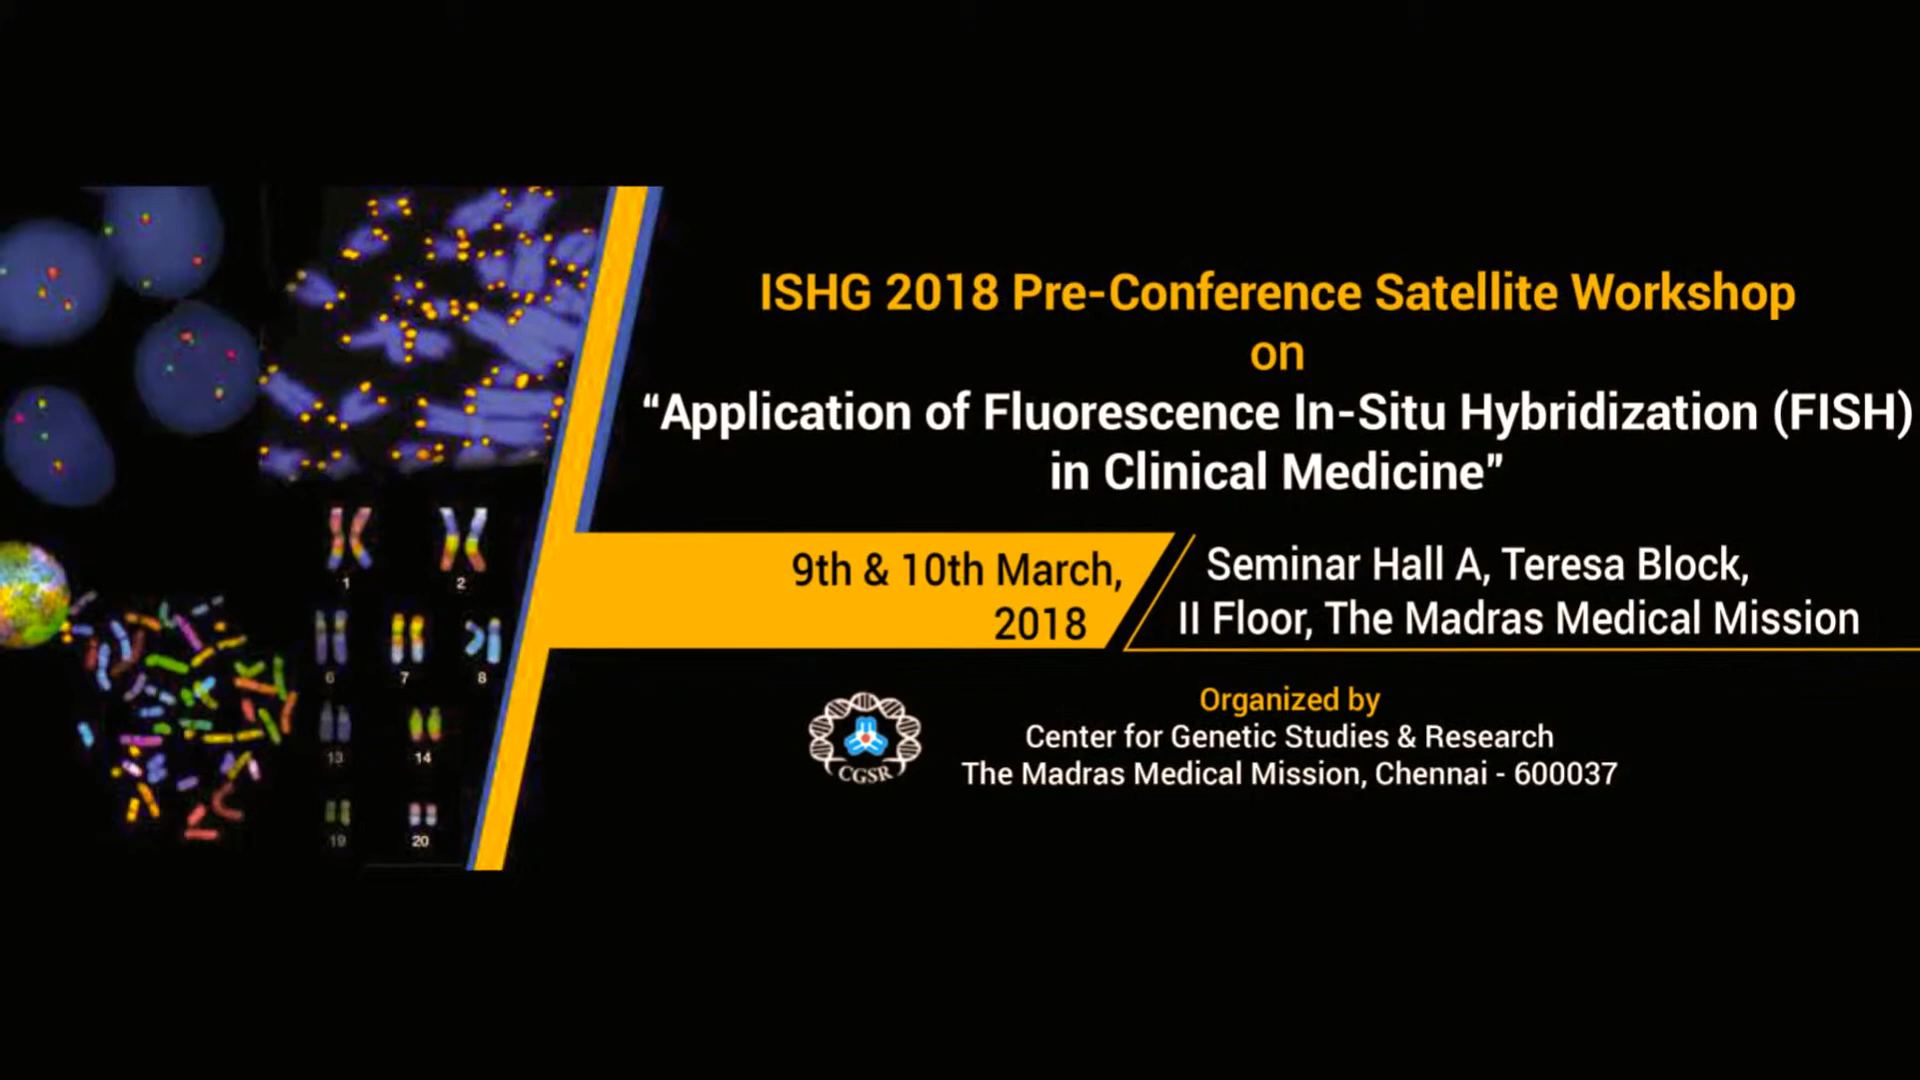 ISHG 2018 Pre-Conference Satellite Workshop
on
“Application of Fluorescence In-Situ Hybridization (FISH)
in Clinical Medicine”
9th & 10th March,
2018
Seminar Hall A, Teresa Block,
II Floor, The Madras Medical Mission
Organized by
Center for Genetic Studies & Research
The Madras Medical Mission, Chennai - 600037
CGSR
1 2
6 7 8
13 14
19 20